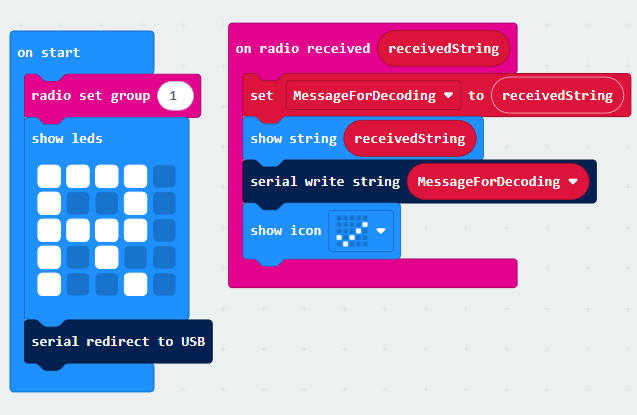 on start
radio set group 1
show leds
serial redirect to USB
on radio received receivedString
set MessageForDecoding to receivedString
show string receivedString
serial write string MessageForDecoding
show icon